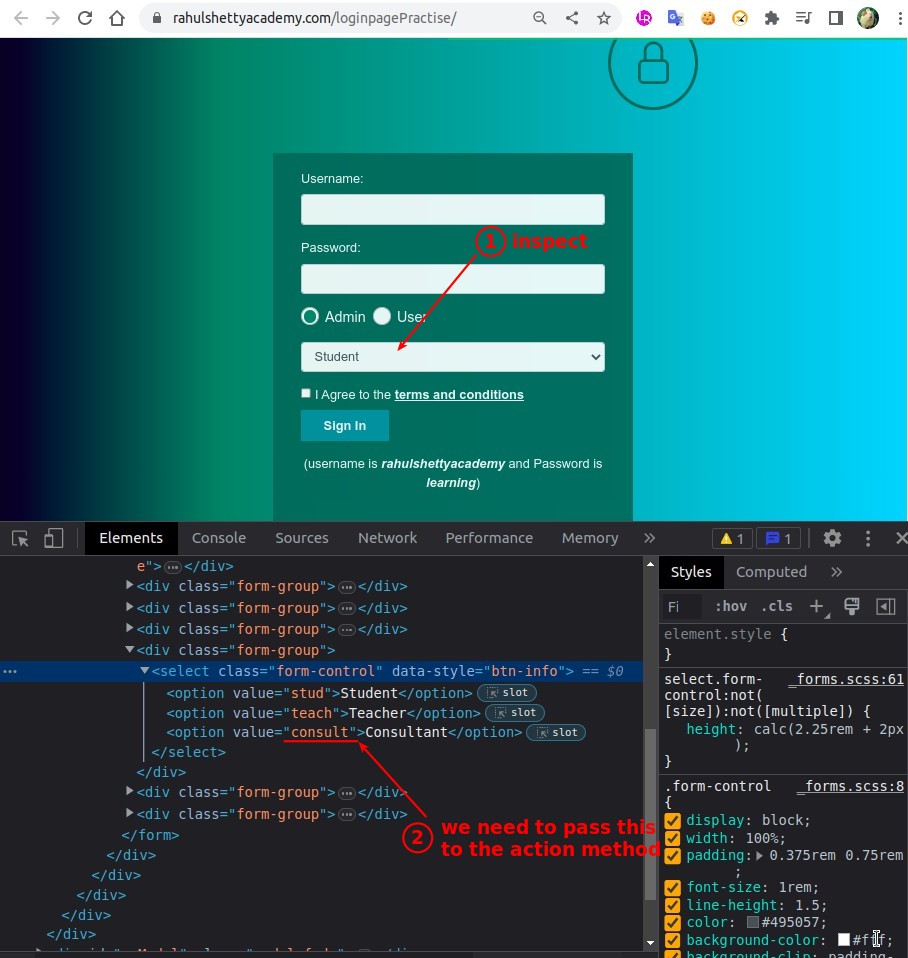 rahulshettyacademy.com/loginpagePractise/
Username:
1 inspect
Password:
Admin User
Student
I Agree to the terms and conditions
Sign In
(username is rahulshettyacademy and Password is
learning)
Elements Console Sources Network Performance Memory » 1 1
e">…</div>
<div class="form-group">…</div>
<div class="form-group">…</div>
<div class="form-group">…</div>
<div class="form-group">
… <select class="form-control" data-style="btn-info"> == $0
<option value="stud">Student</option> slot
<option value="teach">Teacher</option> slot
<option value="consult">Consultant</option> slot
</select>
</div>
<div class="form-group">…</div>
<div class="form-group">…</div>
</form>
</div>
</div>
</div>
</div>
</div>
2 we need to pass this
to the action method
Styles Computed »
Fi :hov .cls +
element.style {
}
select.form- _forms.scss:61
control:not(
[size]):not([multiple]) {
height: calc(2.25rem + 2px
);
}
.form-control _forms.scss:8
{
display: block;
width: 100%;
padding: 0.375rem 0.75rem
;
font-size: 1rem;
line-height: 1.5;
color: #495057;
background-color: #fff;
background-clip: padding-